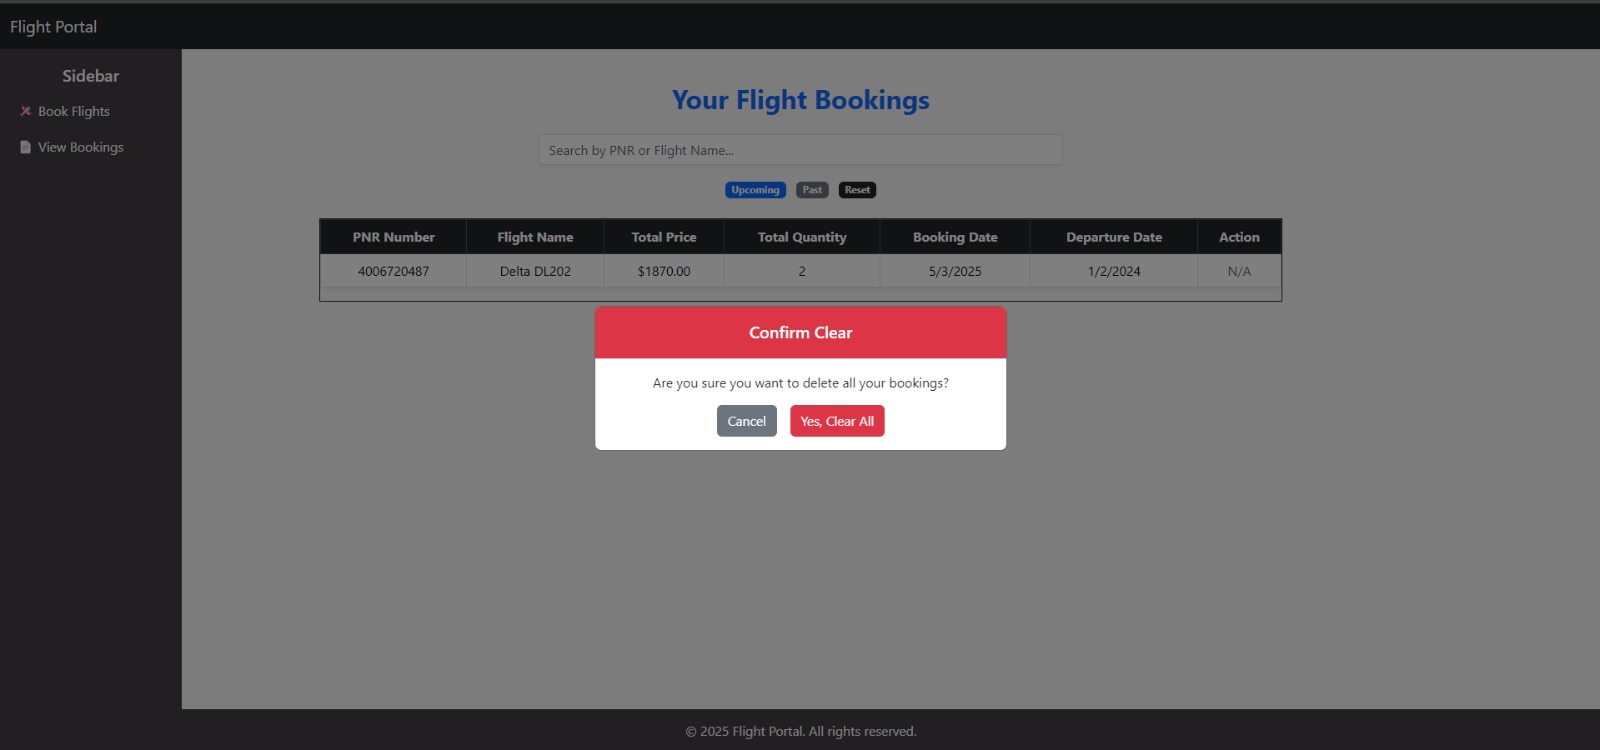 Flight Portal
Sidebar
Book Flights
View Bookings
Your Flight Bookings
Search by PNR or Flight Name...
Upcoming Past Reset
PNR Number Flight Name Total Price Total Quantity Booking Date Departure Date Action
4006720487 Delta DL202 $1870.00 2 5/3/2025 1/2/2024 N/A
Confirm Clear
Are you sure you want to delete all your bookings?
Cancel Yes, Clear All
© 2025 Flight Portal. All rights reserved.